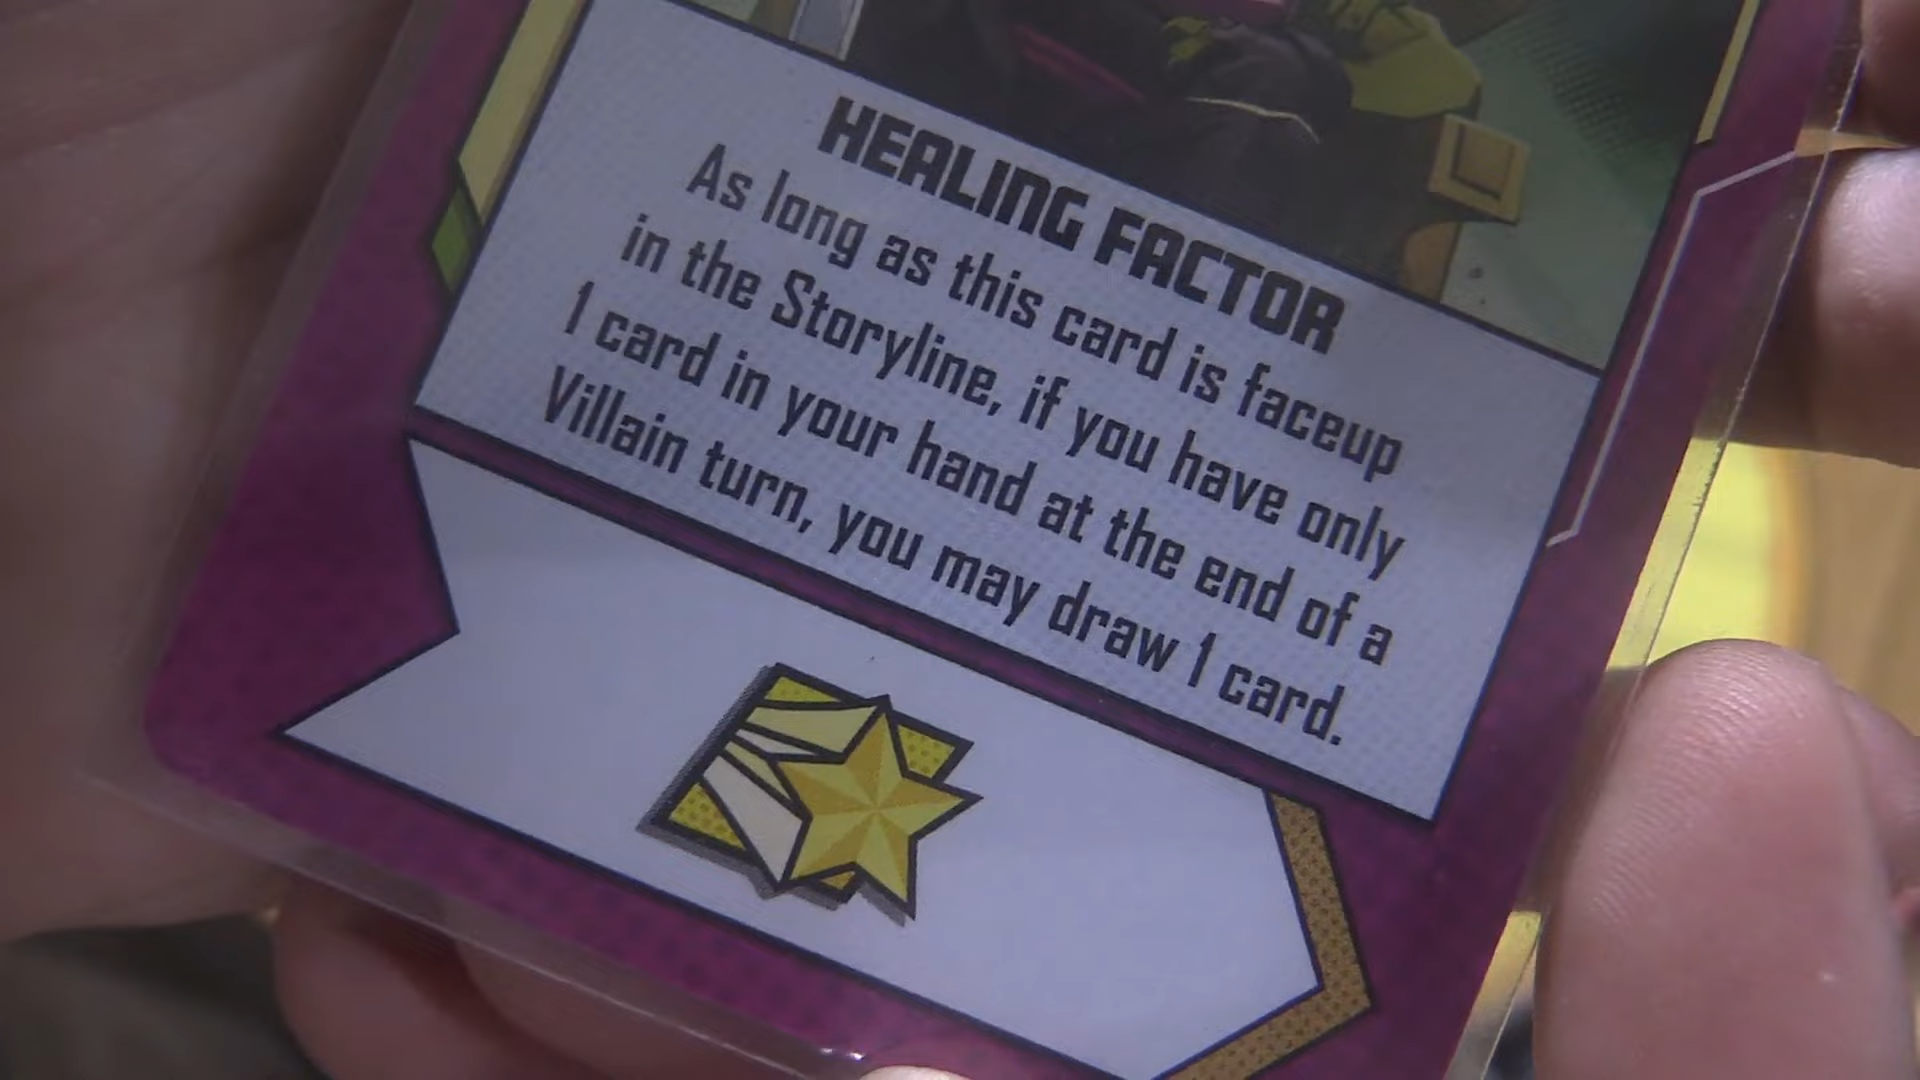 HEALING FACTOR
As long as this card is faceup
in the Storyline, if you have only
1 card in your hand at the end of a
Villain turn, you may draw 1 card.